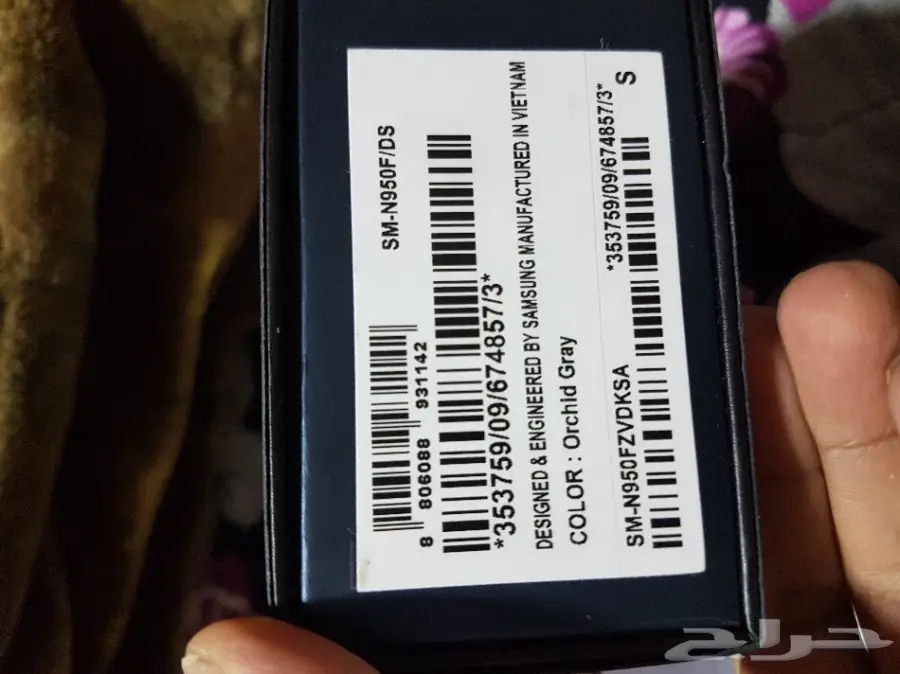 SM-N950F/DS
8 806088 931142
*353759/09/674857/3*
DESIGNED & ENGINEERED BY SAMSUNG MANUFACTURED IN VIETNAM
COLOR : Orchid Gray
*353759/09/674857/3*
S
SM-N950FZVDKSA
حراج